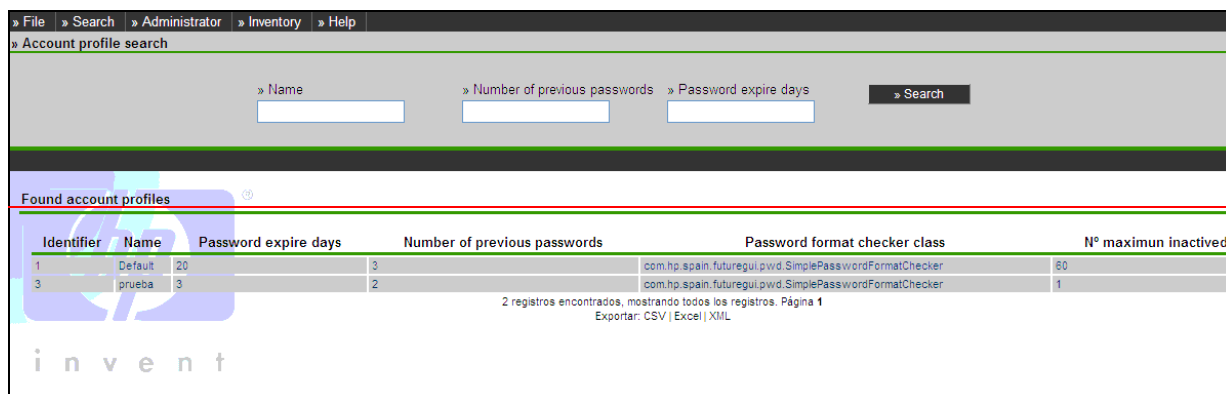 » File » Search » Administrator » Inventory » Help
» Account profile search
» Name » Number of previous passwords » Password expire days » Search
Found account profiles ®
Identifier Name Password expire days Number of previous passwords Password format checker class Nº maximun inactived
1 Default 20 3 com.hp.spain.futuregui.pwd.SimplePasswordFormatChecker 60
3 prueba 3 2 com.hp.spain.futuregui.pwd.SimplePasswordFormatChecker 1
2 registros encontrados, mostrando todos los registros. Página 1
Exportar: CSV | Excel | XML
hp
invent